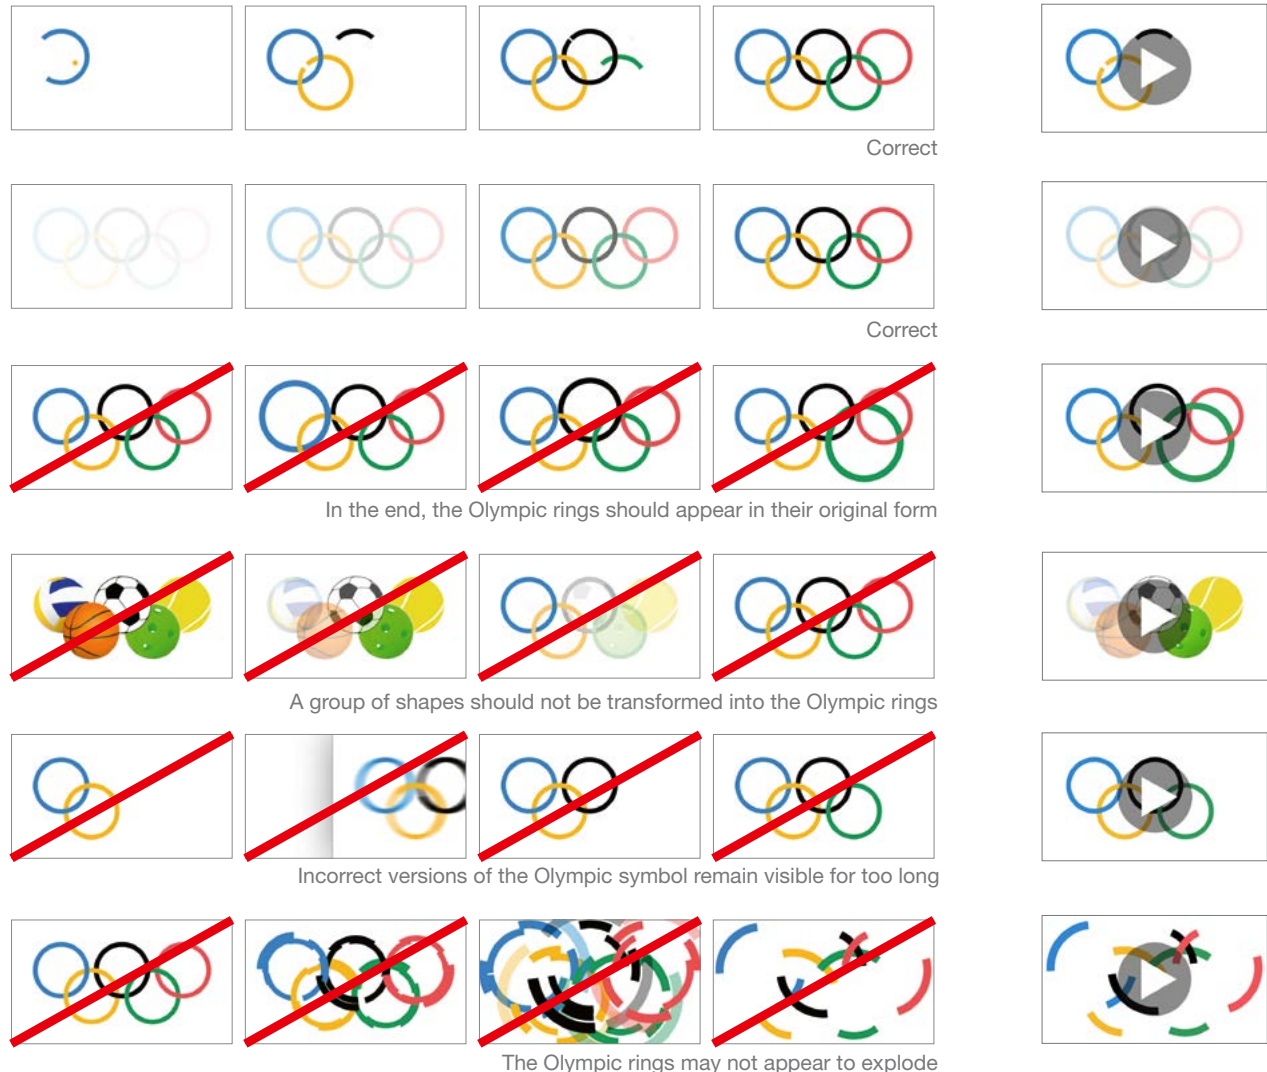 Correct
Correct
In the end, the Olympic rings should appear in their original form
A group of shapes should not be transformed into the Olympic rings
Incorrect versions of the Olympic symbol remain visible for too long
The Olympic rings may not appear to explode